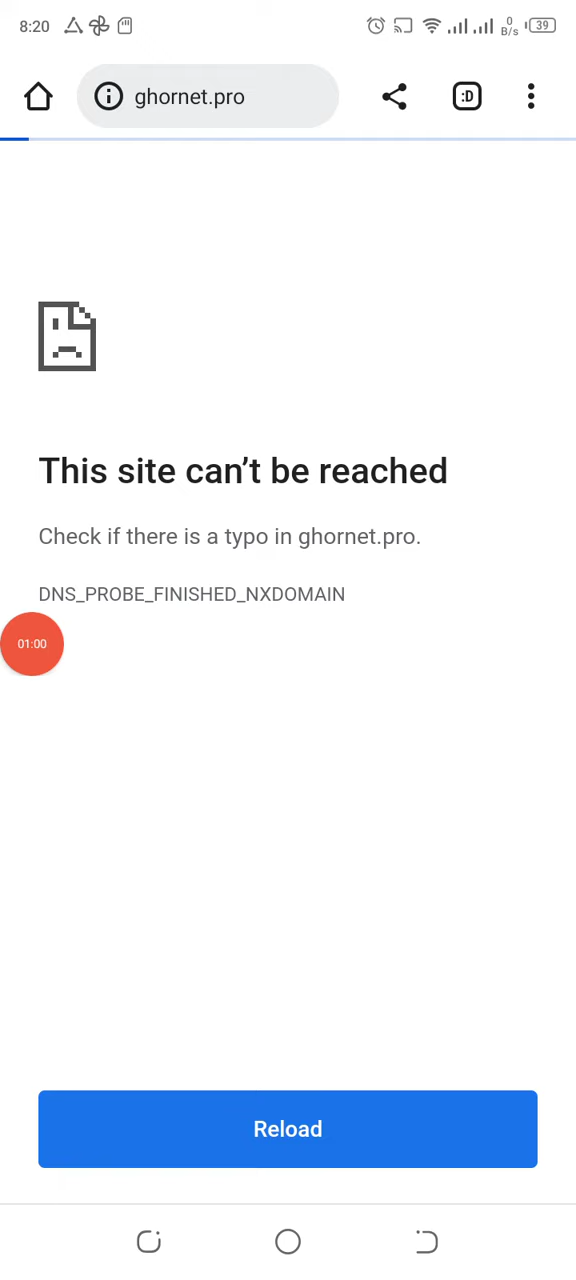 8:20
0
B/s
39
ghornet.pro
:D
This site can’t be reached
Check if there is a typo in ghornet.pro.
DNS_PROBE_FINISHED_NXDOMAIN
01:00
Reload